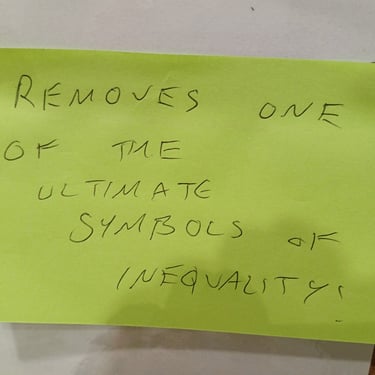 REMOVES ONE
OF THE
ULTIMATE
SYMBOLS OF
INEQUALITY!